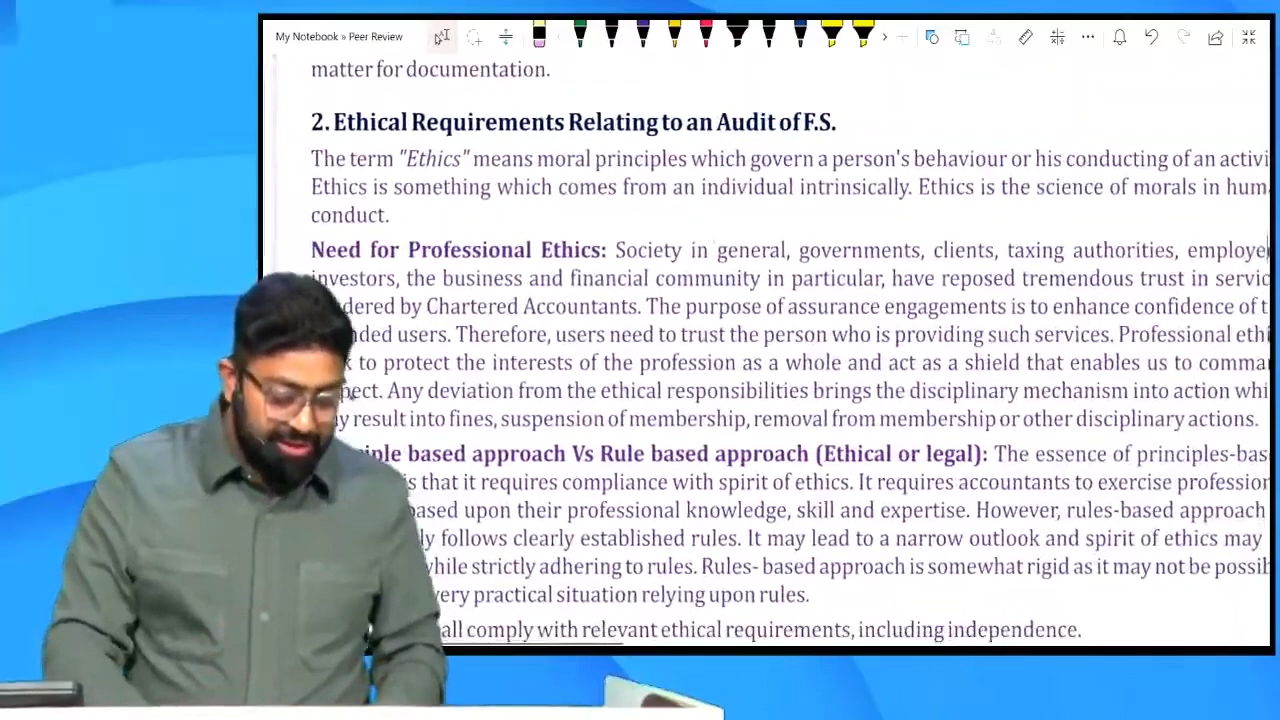 My Notebook » Peer Review
matter for documentation.
2. Ethical Requirements Relating to an Audit of F.S.
The term "Ethics" means moral principles which govern a person's behaviour or his conducting of an activi
Ethics is something which comes from an individual intrinsically. Ethics is the science of morals in hum
conduct.
Need for Professional Ethics: Society in general, governments, clients, taxing authorities, employe
investors, the business and financial community in particular, have reposed tremendous trust in servic
dered by Chartered Accountants. The purpose of assurance engagements is to enhance confidence of t
nded users. Therefore, users need to trust the person who is providing such services. Professional ethi
k to protect the interests of the profession as a whole and act as a shield that enables us to comma
pect. Any deviation from the ethical responsibilities brings the disciplinary mechanism into action whi
y result into fines, suspension of membership, removal from membership or other disciplinary actions.
iple based approach Vs Rule based approach (Ethical or legal): The essence of principles-bas
is that it requires compliance with spirit of ethics. It requires accountants to exercise profession
ased upon their professional knowledge, skill and expertise. However, rules-based approach
ly follows clearly established rules. It may lead to a narrow outlook and spirit of ethics may
while strictly adhering to rules. Rules- based approach is somewhat rigid as it may not be possib
very practical situation relying upon rules.
all comply with relevant ethical requirements, including independence.